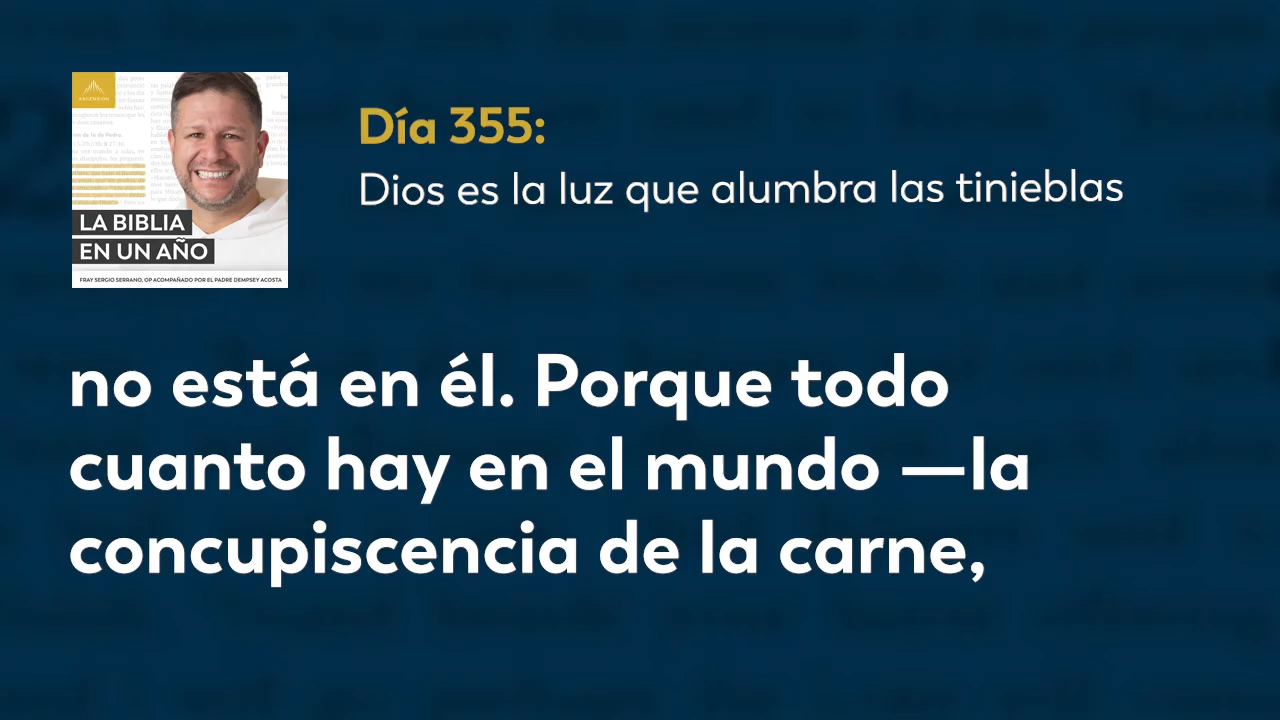 ASCENSION
LA BIBLIA
EN UN AÑO
FRAY SERGIO SERRANO, OP ACOMPAÑADO POR EL PADRE DEMPSEY ACOSTA
Día 355:
Dios es la luz que alumbra las tinieblas
no está en él. Porque todo
cuanto hay en el mundo —la
concupiscencia de la carne,